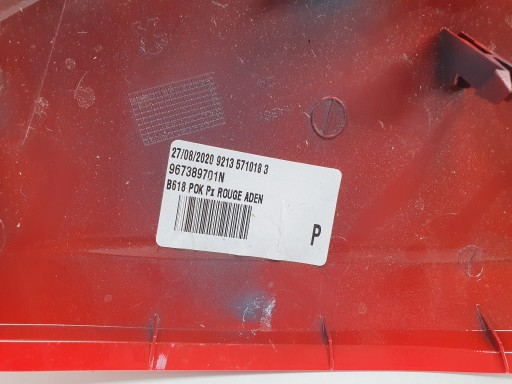 27/08/2020 9213 571018 3
967389701N
B618 POK Px ROUGE ADEN
P